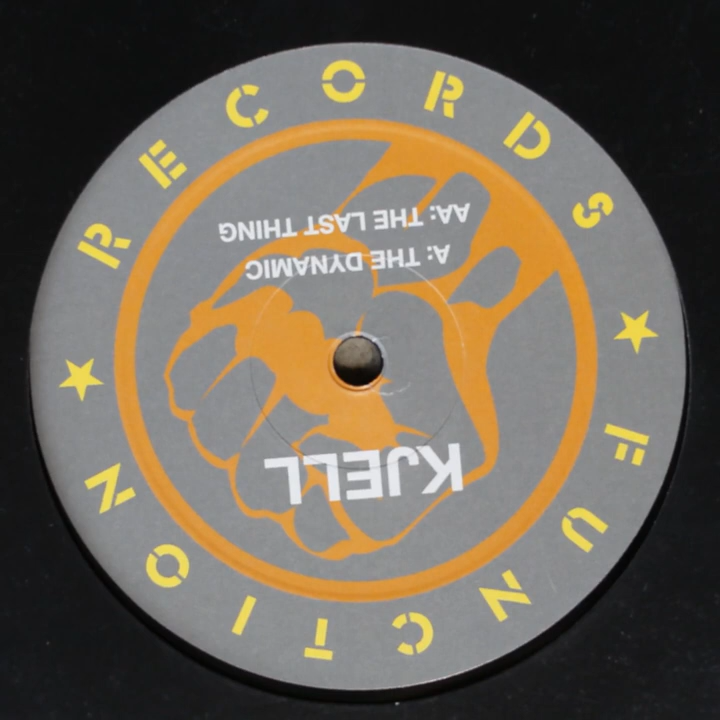 FUNCTION
RECORDS
KJELL
A: THE DYNAMIC
AA: THE LAST THING